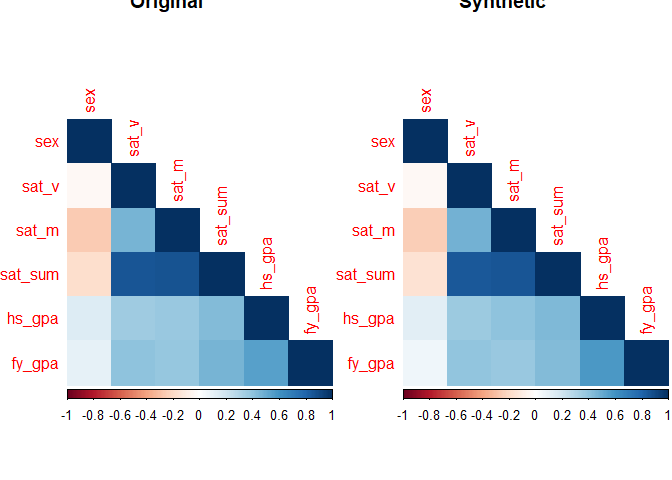 Original
sex
sat_v
sat_m
sat_sum
hs_gpa
fy_gpa
sex
sat_v
sat_m
sat_sum
hs_gpa
fy_gpa
-1 -0.8 -0.6 -0.4 -0.2 0 0.2 0.4 0.6 0.8 1
Synthetic
sex
sat_v
sat_m
sat_sum
hs_gpa
fy_gpa
sex
sat_v
sat_m
sat_sum
hs_gpa
fy_gpa
-1 -0.8 -0.6 -0.4 -0.2 0 0.2 0.4 0.6 0.8 1